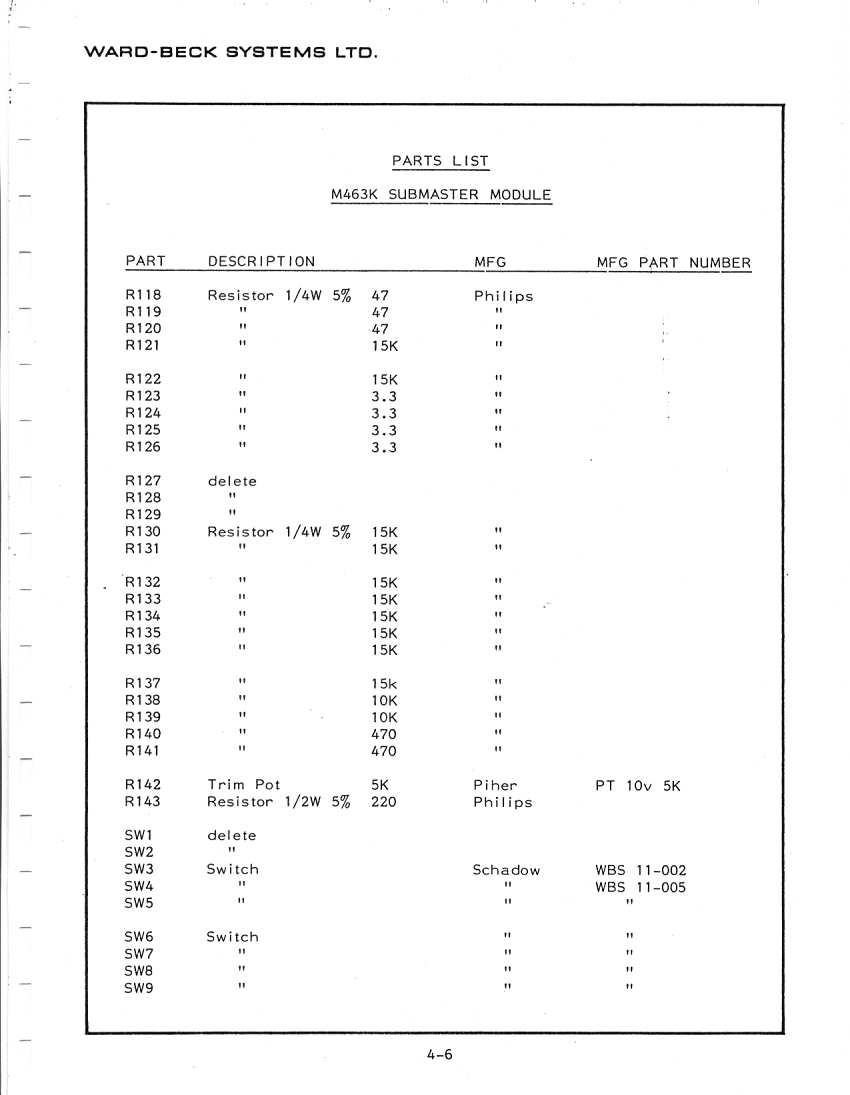 WARD-BECK SYSTEMS LTD.
PARTS LIST
M463K SUBMASTER MODULE
PART DESCRIPTION MFG MFG PART NUMBER
R118 Resistor 1/4W 5% 47 Philips
R119 " 47 "
R120 " 47 "
R121 " 15K "
R122 " 15K "
R123 " 3.3 "
R124 " 3.3 "
R125 " 3.3 "
R126 " 3.3 "
R127 delete
R128 "
R129 "
R130 Resistor 1/4W 5% 15K "
R131 " 15K "
R132 " 15K "
R133 " 15K "
R134 " 15K "
R135 " 15K "
R136 " 15K "
R137 " 15k "
R138 " 10K "
R139 " 10K "
R140 " 470 "
R141 " 470 "
R142 Trim Pot 5K Piher PT 10v 5K
R143 Resistor 1/2W 5% 220 Philips
SW1 delete
SW2 "
SW3 Switch Schadow WBS 11-002
SW4 " " WBS 11-005
SW5 " " "
SW6 Switch " "
SW7 " " "
SW8 " " "
SW9 " " "
4-6